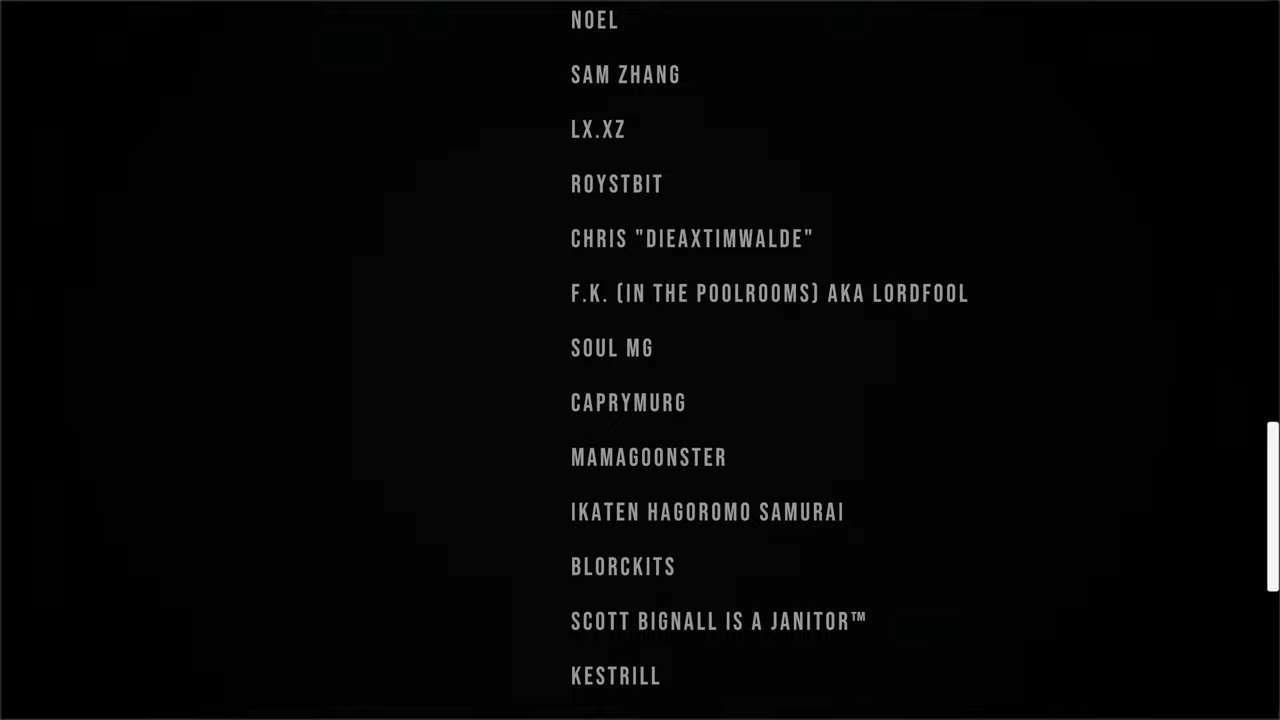 NOEL
SAM ZHANG
LX.XZ
ROYSTBIT
CHRIS "DIEAXTIMWALDE"
F.K. (IN THE POOLROOMS) AKA LORDFOOL
SOUL MG
CAPRYMURG
MAMAGOONSTER
IKATEN HAGOROMO SAMURAI
BLORCKITS
SCOTT BIGNALL IS A JANITOR™
KESTRILL